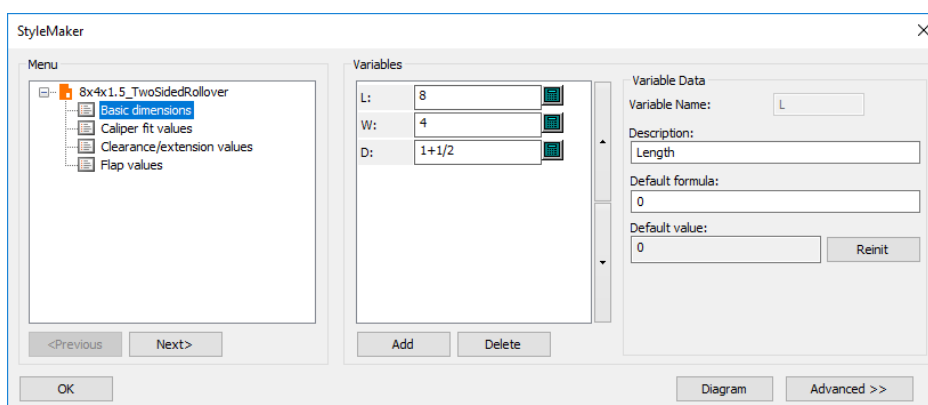 StyleMaker
Menu
8x4x1.5_TwoSidedRollover
Basic dimensions
Caliper fit values
Clearance/extension values
Flap values
<Previous
Next>
Variables
L: 8
W: 4
D: 1+1/2
Add
Delete
Variable Data
Variable Name: L
Description:
Length
Default formula:
0
Default value:
0
Reinit
OK
Diagram
Advanced >>